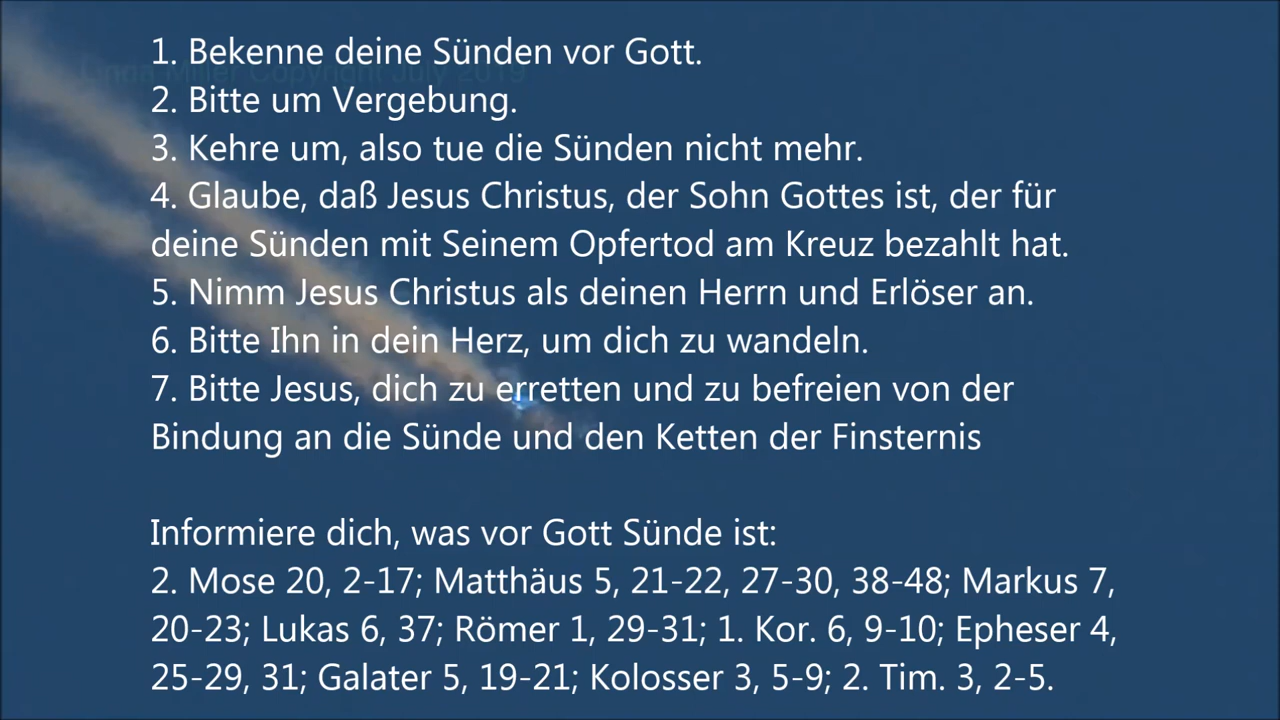 1. Bekenne deine Sünden vor Gott.
Linda Miller Copyright July 2019
2. Bitte um Vergebung.
3. Kehre um, also tue die Sünden nicht mehr.
4. Glaube, daß Jesus Christus, der Sohn Gottes ist, der für
deine Sünden mit Seinem Opfertod am Kreuz bezahlt hat.
5. Nimm Jesus Christus als deinen Herrn und Erlöser an.
6. Bitte Ihn in dein Herz, um dich zu wandeln.
7. Bitte Jesus, dich zu erretten und zu befreien von der
Bindung an die Sünde und den Ketten der Finsternis
Informiere dich, was vor Gott Sünde ist:
2. Mose 20, 2-17; Matthäus 5, 21-22, 27-30, 38-48; Markus 7,
20-23; Lukas 6, 37; Römer 1, 29-31; 1. Kor. 6, 9-10; Epheser 4,
25-29, 31; Galater 5, 19-21; Kolosser 3, 5-9; 2. Tim. 3, 2-5.